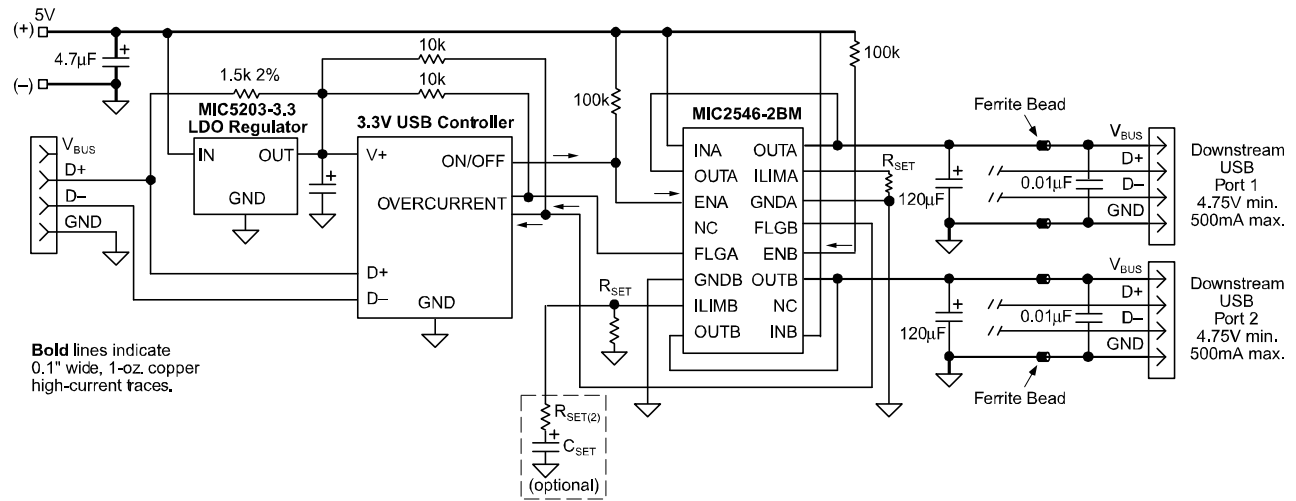 5V
(+)
4.7µF
(–)
10k
10k
1.5k 2%
100k
100k
MIC5203-3.3
LDO Regulator
IN OUT
GND
3.3V USB Controller
V+
ON/OFF
OVERCURRENT
D+
D–
GND
VBUS
D+
D–
GND
MIC2546-2BM
INA OUTA
OUTA ILIMA
ENA GNDA
NC FLGB
FLGA ENB
GNDB OUTB
ILIMB NC
OUTB INB
RSET
RSET
RSET(2)
CSET
(optional)
Ferrite Bead
120µF
0.01µF
VBUS
D+
D–
GND
Downstream
USB
Port 1
4.75V min.
500mA max.
120µF
0.01µF
VBUS
D+
D–
GND
Downstream
USB
Port 2
4.75V min.
500mA max.
Ferrite Bead
Bold lines indicate
0.1" wide, 1-oz. copper
high-current traces.